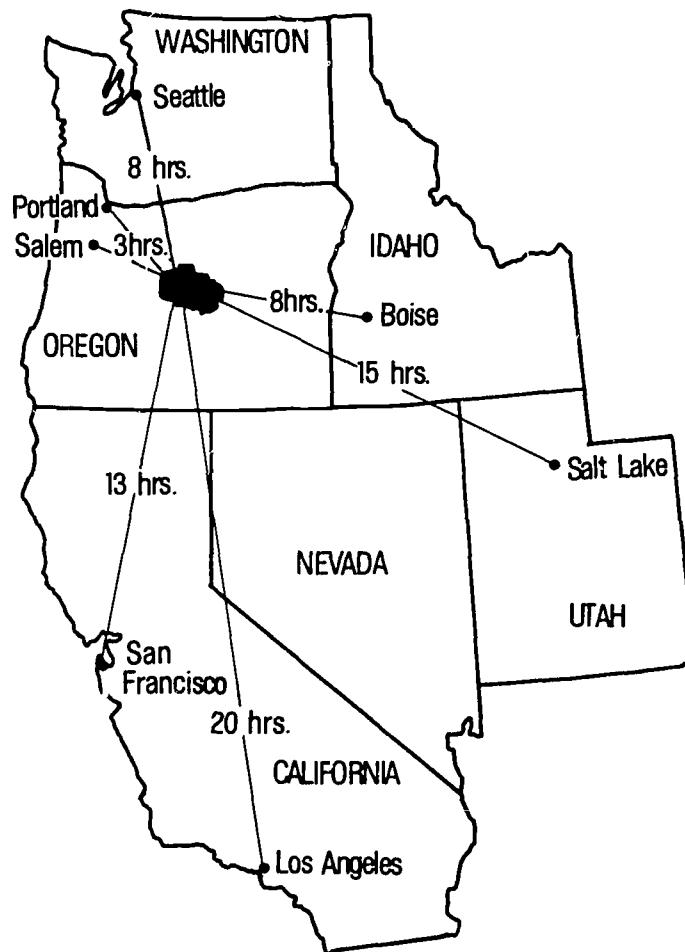 WASHINGTON
Seattle
8 hrs.
Portland
Salem
3hrs.
IDAHO
8hrs.
Boise
OREGON
15 hrs.
Salt Lake
13 hrs.
NEVADA
UTAH
San
Francisco
20 hrs.
CALIFORNIA
Los Angeles